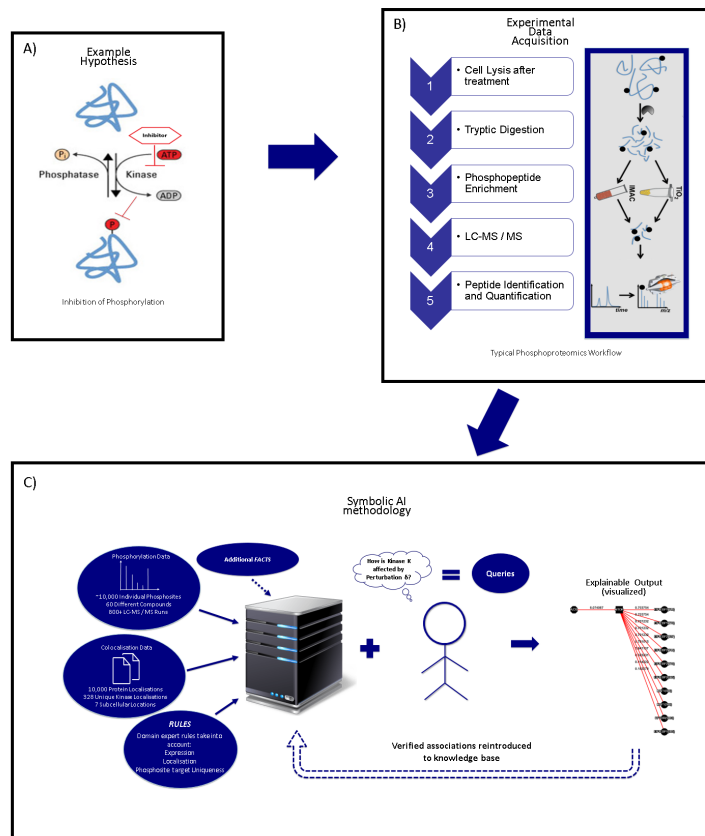 A)
Example
Hypothesis
Inhibitor
Pi
ATP
Phosphatase
Kinase
ADP
P
Inhibition of Phosphorylation
B)
Experimental
Data
Acquisition
1
• Cell Lysis after
treatment
2
• Tryptic Digestion
3
• Phosphopeptide
Enrichment
4
• LC-MS / MS
5
• Peptide Identification
and Quantification
IMAC
TiO2
time
m/z
Typical Phosphoproteomics Workflow
C)
Symbolic AI
methodology
Phosphorylation Data
~10,000 Individual Phosphosites
60 Different Compounds
800+ LC-MS / MS Runs
Additional FACTS
Colocalisation Data
10,000 Protein Localisations
328 Unique Kinase Localisations
7 Subcellular Locations
RULES
Domain expert rules take into
account:
Expression
Localisation
Phosphosite target Uniqueness
How is Kinase K
affected by
Perturbation δ?
Queries
Explainable Output
(visualized)
Verified associations reintroduced
to knowledge base